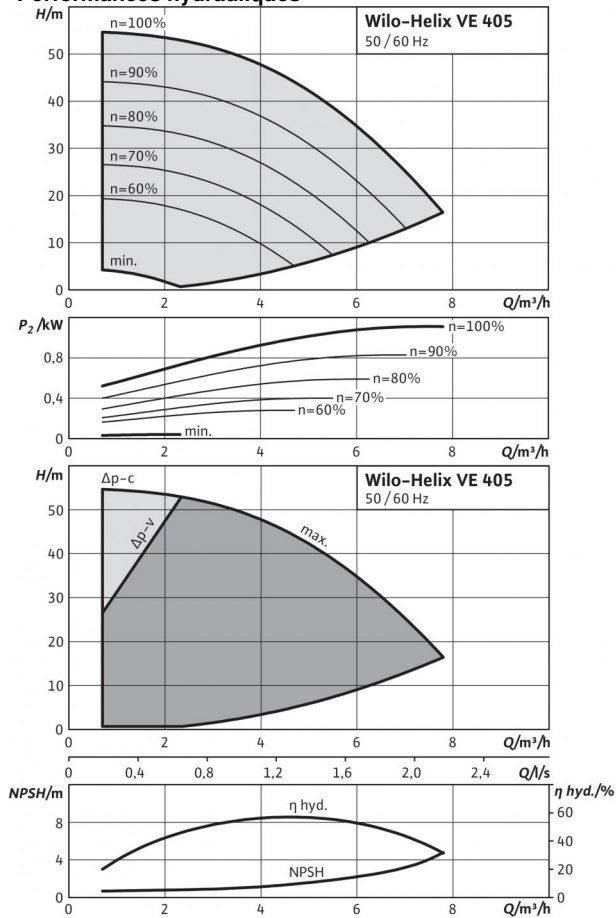 Performances hydrauliques
H/m
n=100%
Wilo-Helix VE 405
50 / 60 Hz
50
n=90%
40
n=80%
30
n=70%
20
n=60%
10
min.
0
0 2 4 6 8 Q/m³/h
P₂ /kW
n=100%
n=90%
0,8
n=80%
0,4
n=70%
n=60%
min.
0
0 2 4 6 8 Q/m³/h
H/m
Δp-c
Wilo-Helix VE 405
50 / 60 Hz
50
Δp-v
max.
40
30
20
10
0
0 2 4 6 8 Q/m³/h
0 0,4 0,8 1,2 1,6 2,0 2,4 Q/l/s
NPSH/m
η hyd./%
η hyd.
60
8
40
4
NPSH
20
0
0
0 2 4 6 8 Q/m³/h